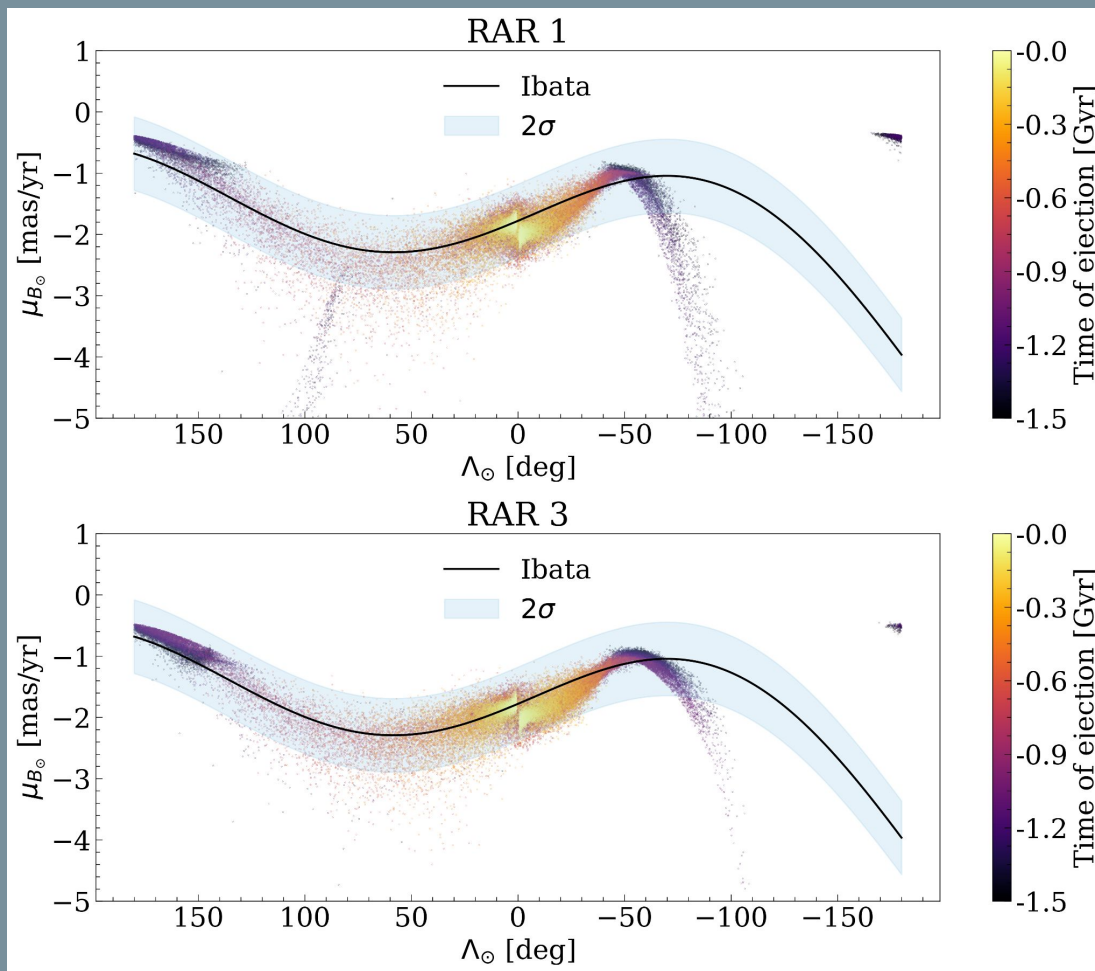 RAR 1
Ibata
2σ
1
0
−1
−2
−3
−4
−5
μ_B⊙ [mas/yr]
150 100 50 0 −50 −100 −150
Λ⊙ [deg]
-0.0
-0.3
-0.6
-0.9
-1.2
-1.5
Time of ejection [Gyr]
RAR 3
Ibata
2σ
1
0
−1
−2
−3
−4
−5
μ_B⊙ [mas/yr]
150 100 50 0 −50 −100 −150
Λ⊙ [deg]
-0.0
-0.3
-0.6
-0.9
-1.2
-1.5
Time of ejection [Gyr]